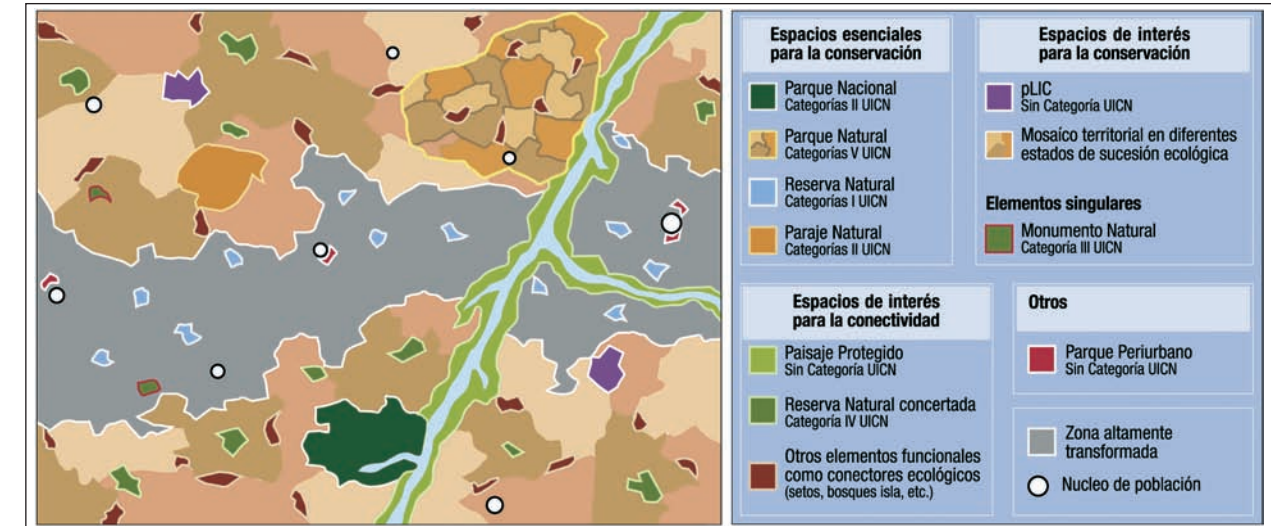 Espacios esenciales
para la conservación
Parque Nacional
Categorías II UICN
Parque Natural
Categorías V UICN
Reserva Natural
Categorías I UICN
Paraje Natural
Categorías II UICN
Espacios de interés
para la conservación
pLIC
Sin Categoría UICN
Mosaico territorial en diferentes
estados de sucesión ecológica
Elementos singulares
Monumento Natural
Categoría III UICN
Espacios de interés
para la conectividad
Paisaje Protegido
Sin Categoría UICN
Reserva Natural concertada
Categoría IV UICN
Otros elementos funcionales
como conectores ecológicos
(setos, bosques isla, etc.)
Otros
Parque Periurbano
Sin Categoría UICN
Zona altamente
transformada
Nucleo de población